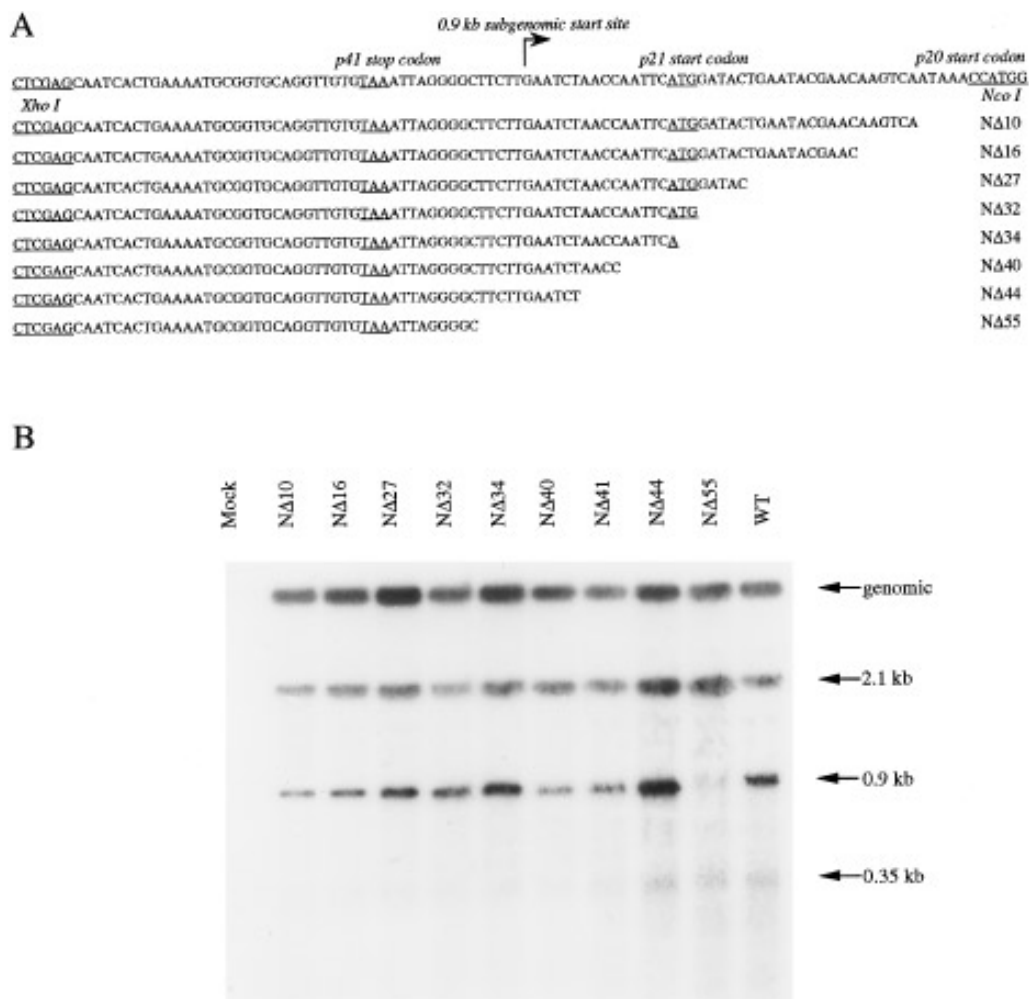 A
0.9 kb subgenomic start site
p41 stop codon p21 start codon p20 start codon
CTCGAGCAATCACTGAAAATGCGGTGCAGGTTGTGTAAATTAGGGGCTTCTTGAATCTAACCAATTCATGGATACTGAATACGAACAAGTCAATAAACCATGG
Xho I Nco I
CTCGAGCAATCACTGAAAATGCGGTGCAGGTTGTGTAAATTAGGGGCTTCTTGAATCTAACCAATTCATGGATACTGAATACGAACAAGTCA NΔ10
CTCGAGCAATCACTGAAAATGCGGTGCAGGTTGTGTAAATTAGGGGCTTCTTGAATCTAACCAATTCATGGATACTGAATACGAAC NΔ16
CTCGAGCAATCACTGAAAATGCGGTGCAGGTTGTGTAAATTAGGGGCTTCTTGAATCTAACCAATTCATGGATAC NΔ27
CTCGAGCAATCACTGAAAATGCGGTGCAGGTTGTGTAAATTAGGGGCTTCTTGAATCTAACCAATTCATG NΔ32
CTCGAGCAATCACTGAAAATGCGGTGCAGGTTGTGTAAATTAGGGGCTTCTTGAATCTAACCAATTCA NΔ34
CTCGAGCAATCACTGAAAATGCGGTGCAGGTTGTGTAAATTAGGGGCTTCTTGAATCTAACC NΔ40
CTCGAGCAATCACTGAAAATGCGGTGCAGGTTGTGTAAATTAGGGGCTTCTTGAATCT NΔ44
CTCGAGCAATCACTGAAAATGCGGTGCAGGTTGTGTAAATTAGGGGC NΔ55
B
Mock NΔ10 NΔ16 NΔ27 NΔ32 NΔ34 NΔ40 NΔ41 NΔ44 NΔ55 WT
genomic
2.1 kb
0.9 kb
0.35 kb